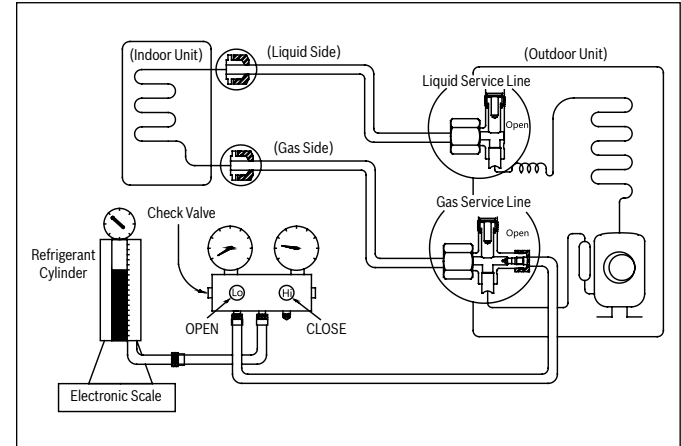 (Indoor Unit)
(Liquid Side)
(Outdoor Unit)
Liquid Service Line
Open
(Gas Side)
Gas Service Line
Open
Check Valve
Refrigerant
Cylinder
Lo
Hi
OPEN
CLOSE
Electronic Scale